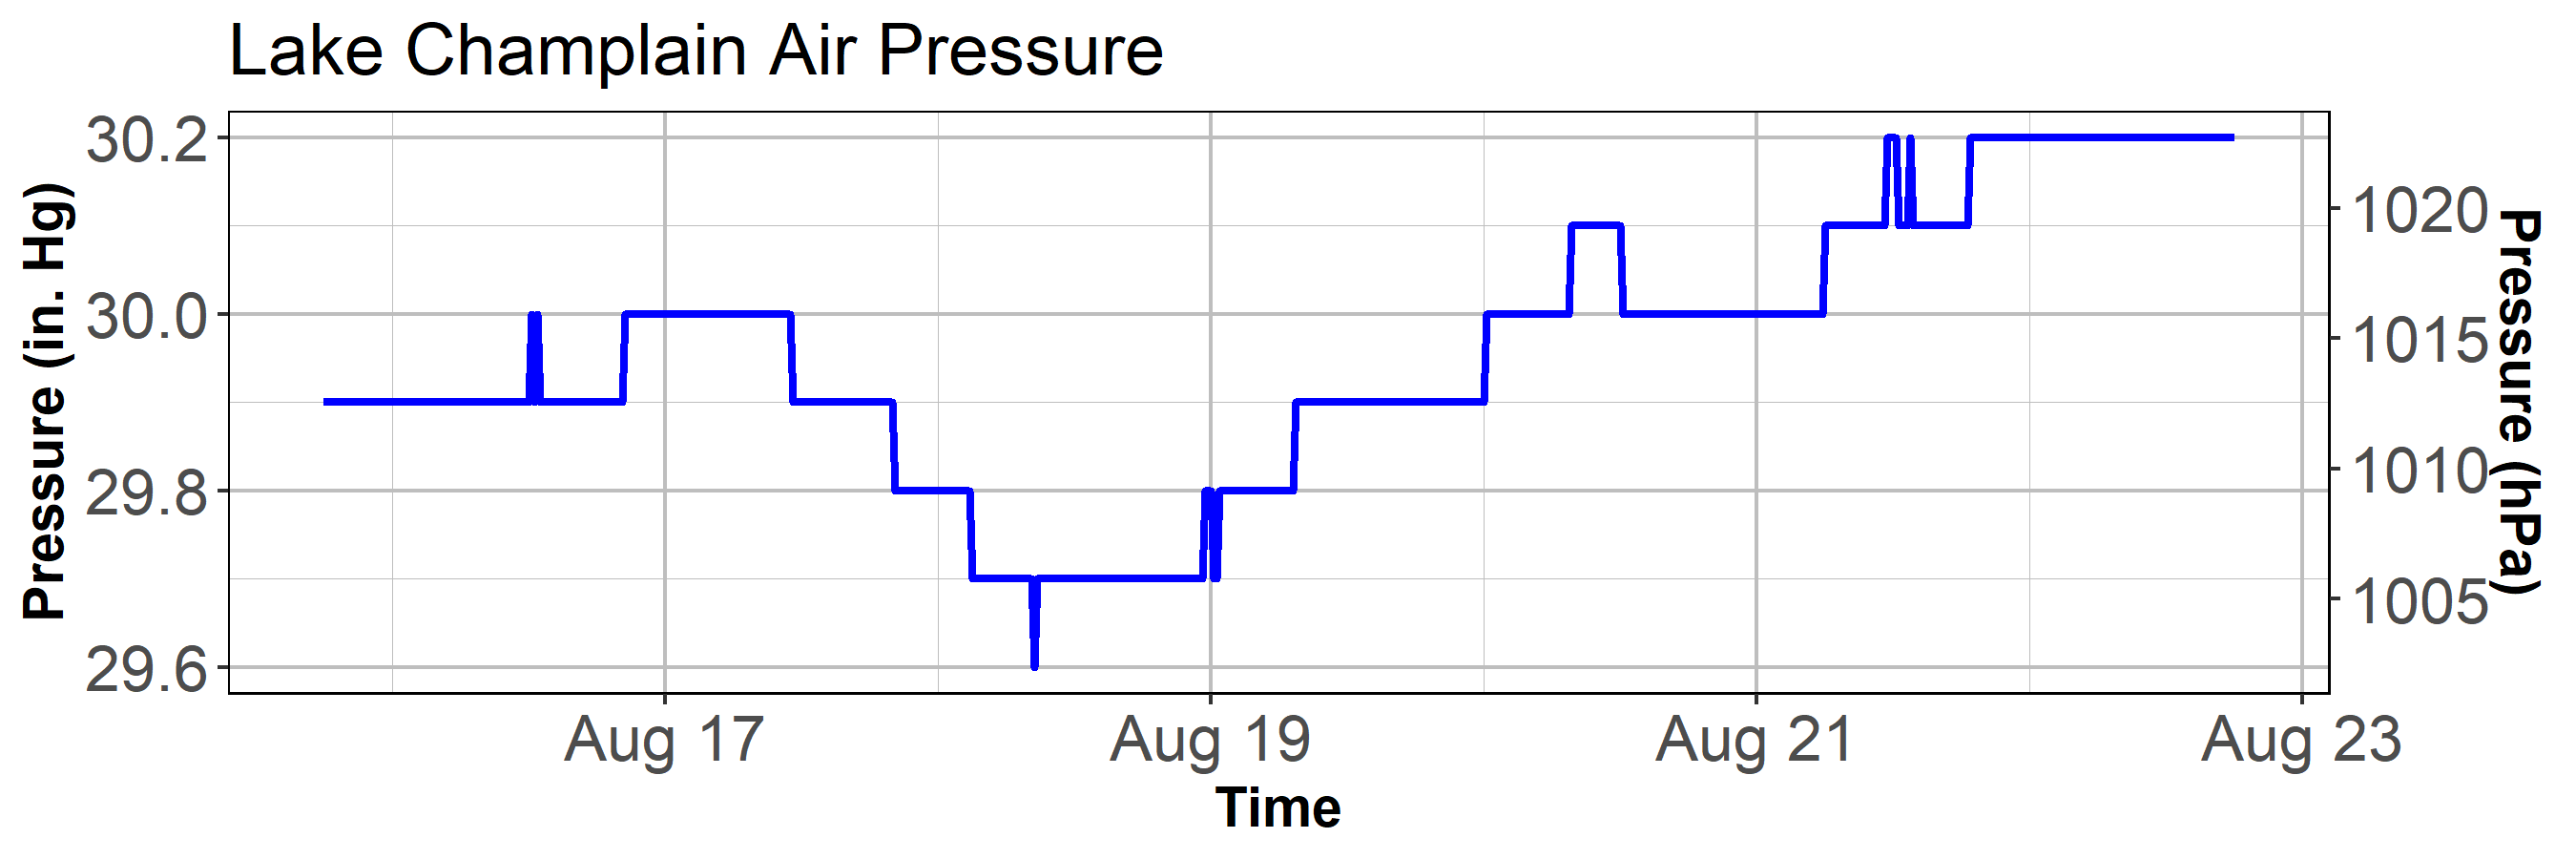 Lake Champlain Air Pressure
30.2
30.0
29.8
29.6
Pressure (in. Hg)
1020
1015
1010
1005
Pressure (hPa)
Aug 17
Aug 19
Aug 21
Aug 23
Time